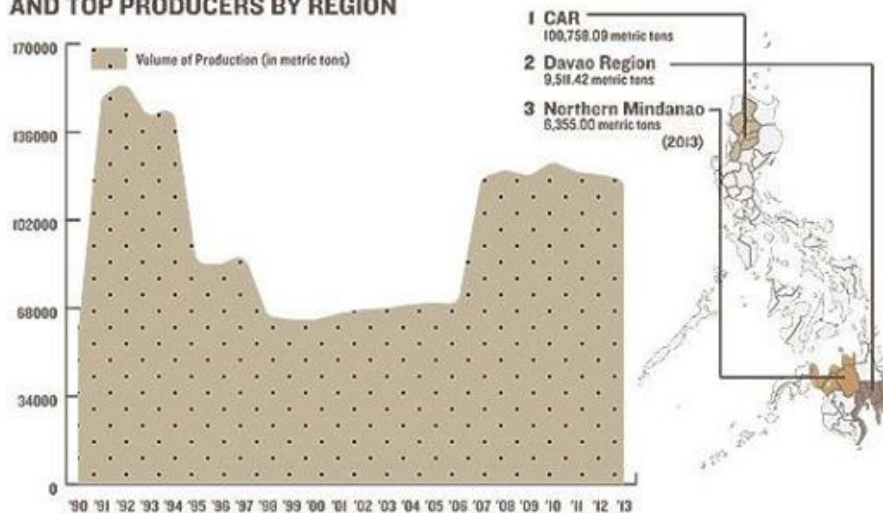 AND TOP PRODUCERS BY REGION
170000
Volume of Production (in metric tons)
136000
102000
68000
34000
0
'90 '91 '92 '93 '94 '95 '96 '97 '98 '99 '00 '01 '02 '03 '04 '05 '06 '07 '08 '09 '10 '11 '12 '13
1 CAR
100,758.09 metric tons
2 Davao Region
9,511.42 metric tons
3 Northern Mindanao
6,355.00 metric tons
(2013)